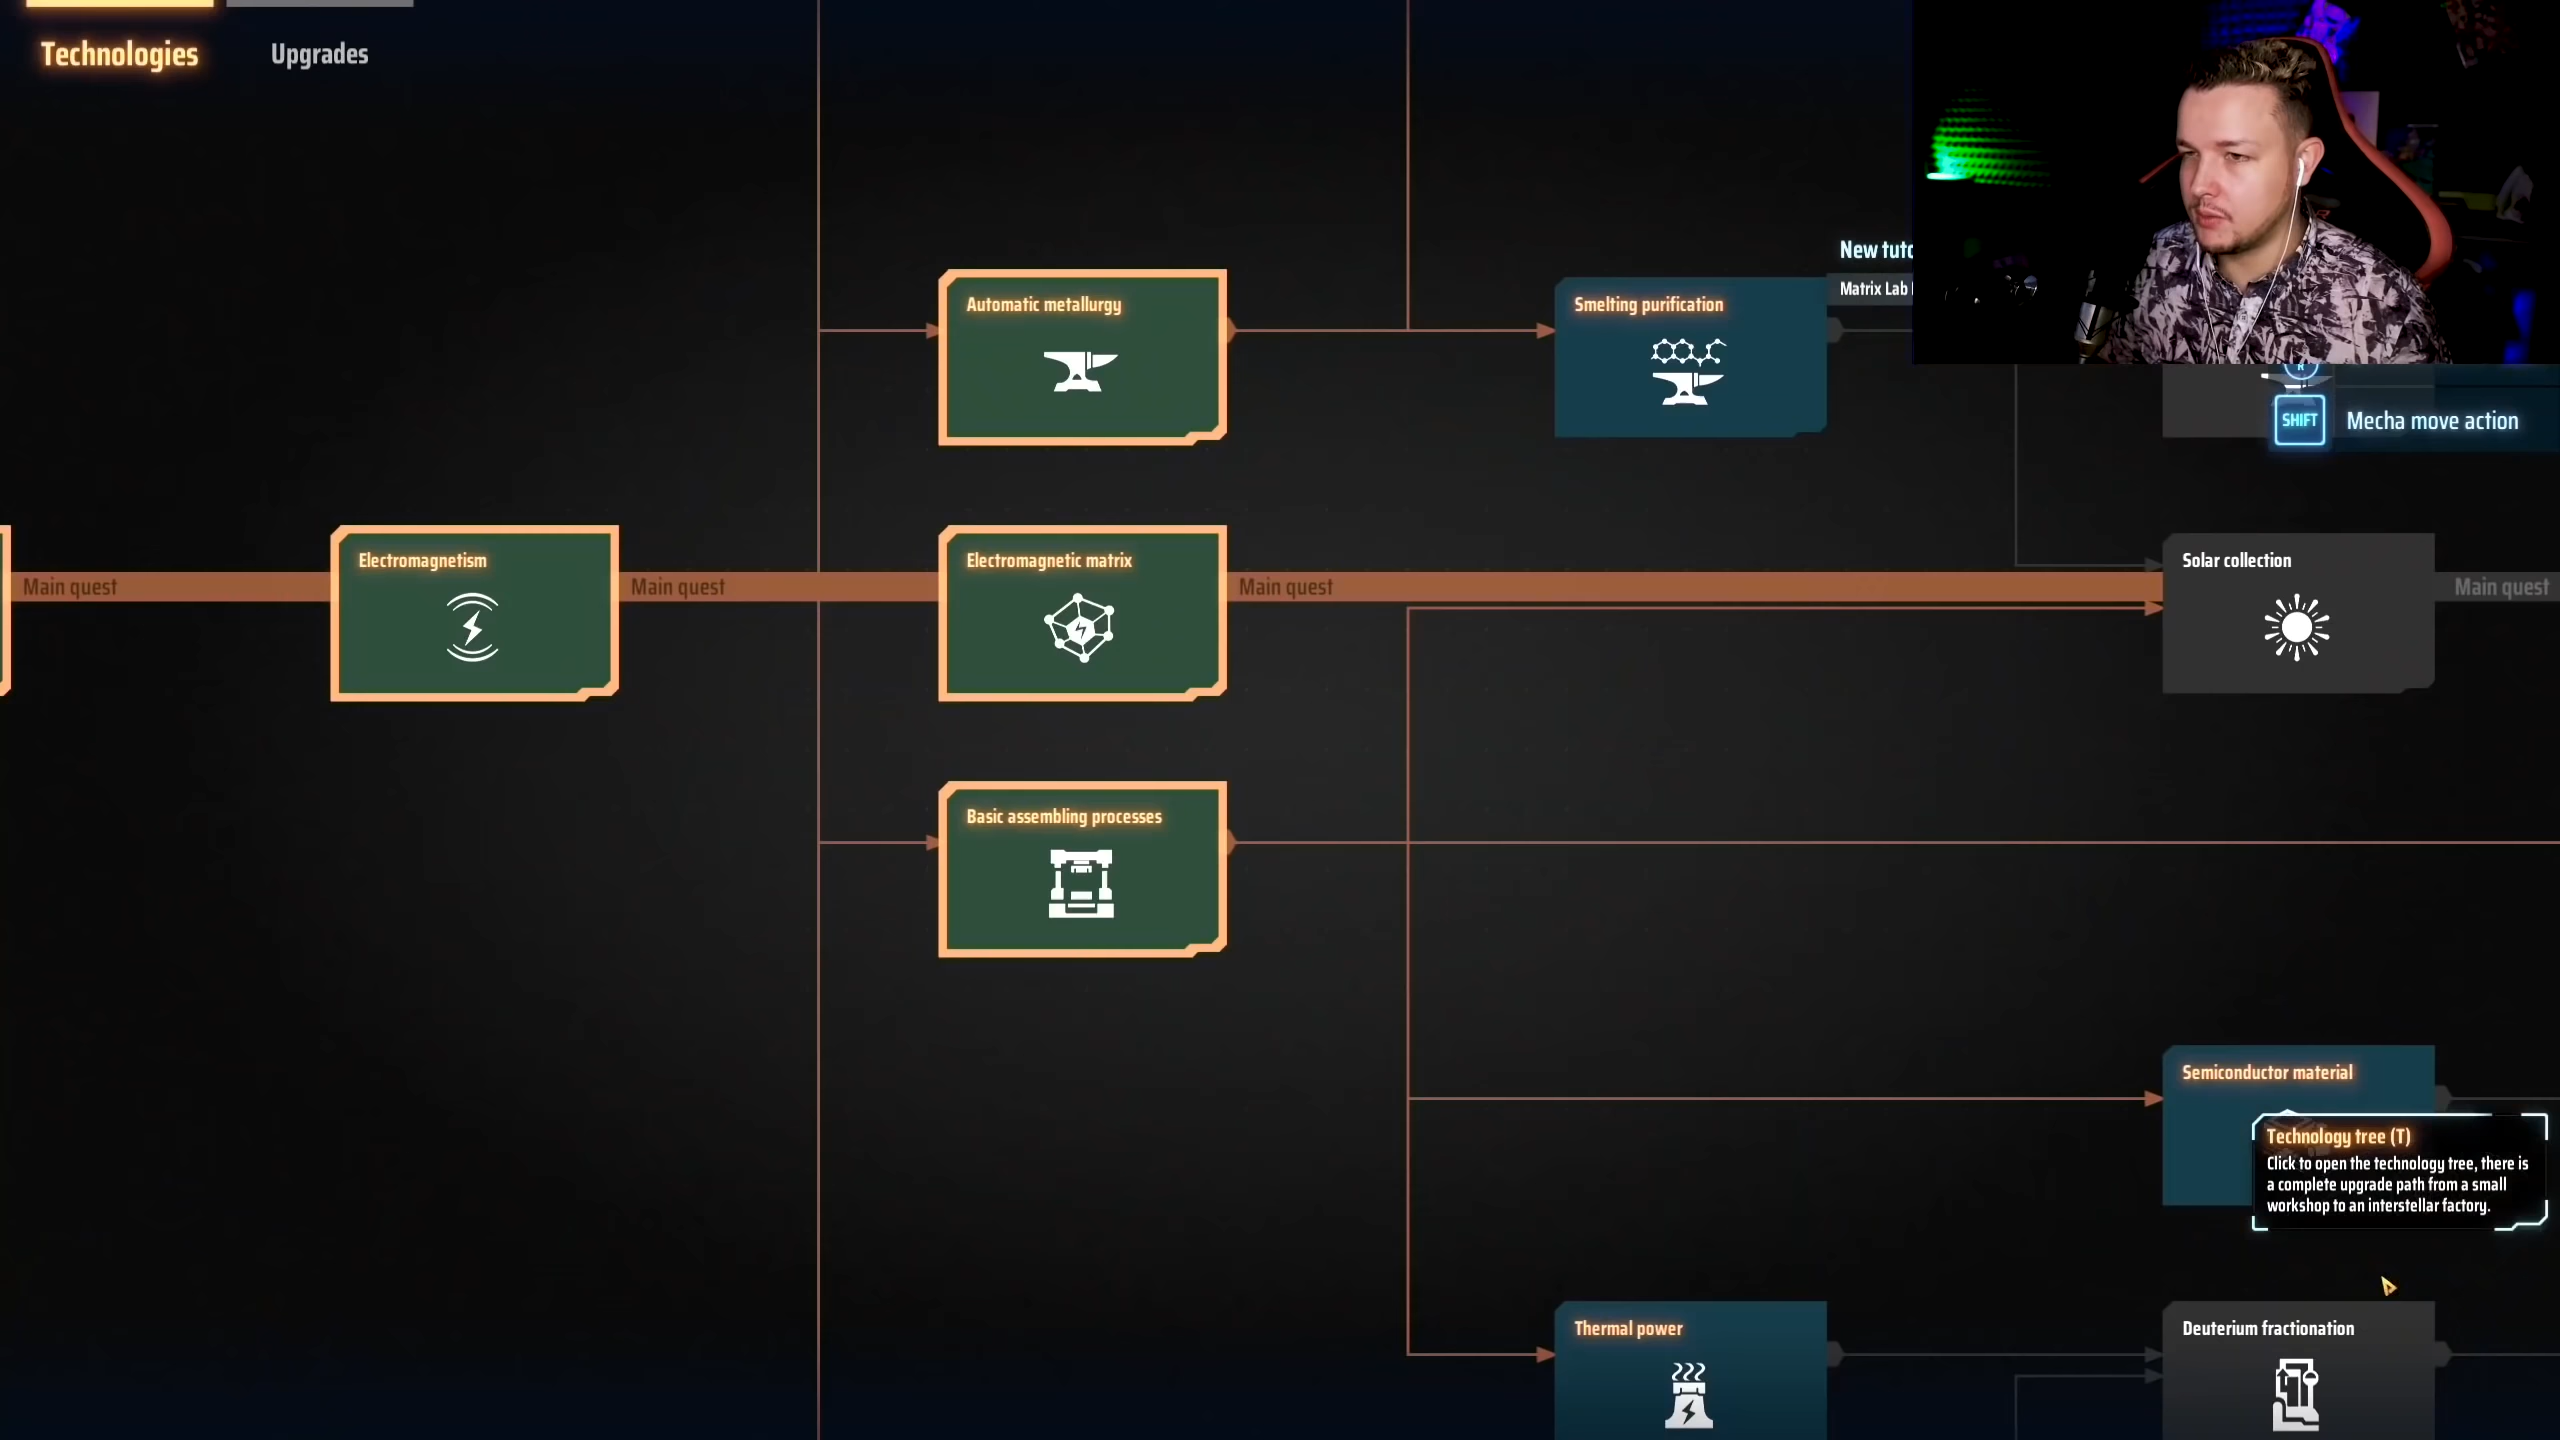 Technologies
Upgrades
New tuto
Matrix Lab
Automatic metallurgy
Smelting purification
R
SHIFT
Mecha move action
Electromagnetism
Electromagnetic matrix
Solar collection
Main quest
Main quest
Main quest
Main quest
Basic assembling processes
Semiconductor material
Technology tree (T)
Click to open the technology tree, there is
a complete upgrade path from a small
workshop to an interstellar factory.
Thermal power
Deuterium fractionation